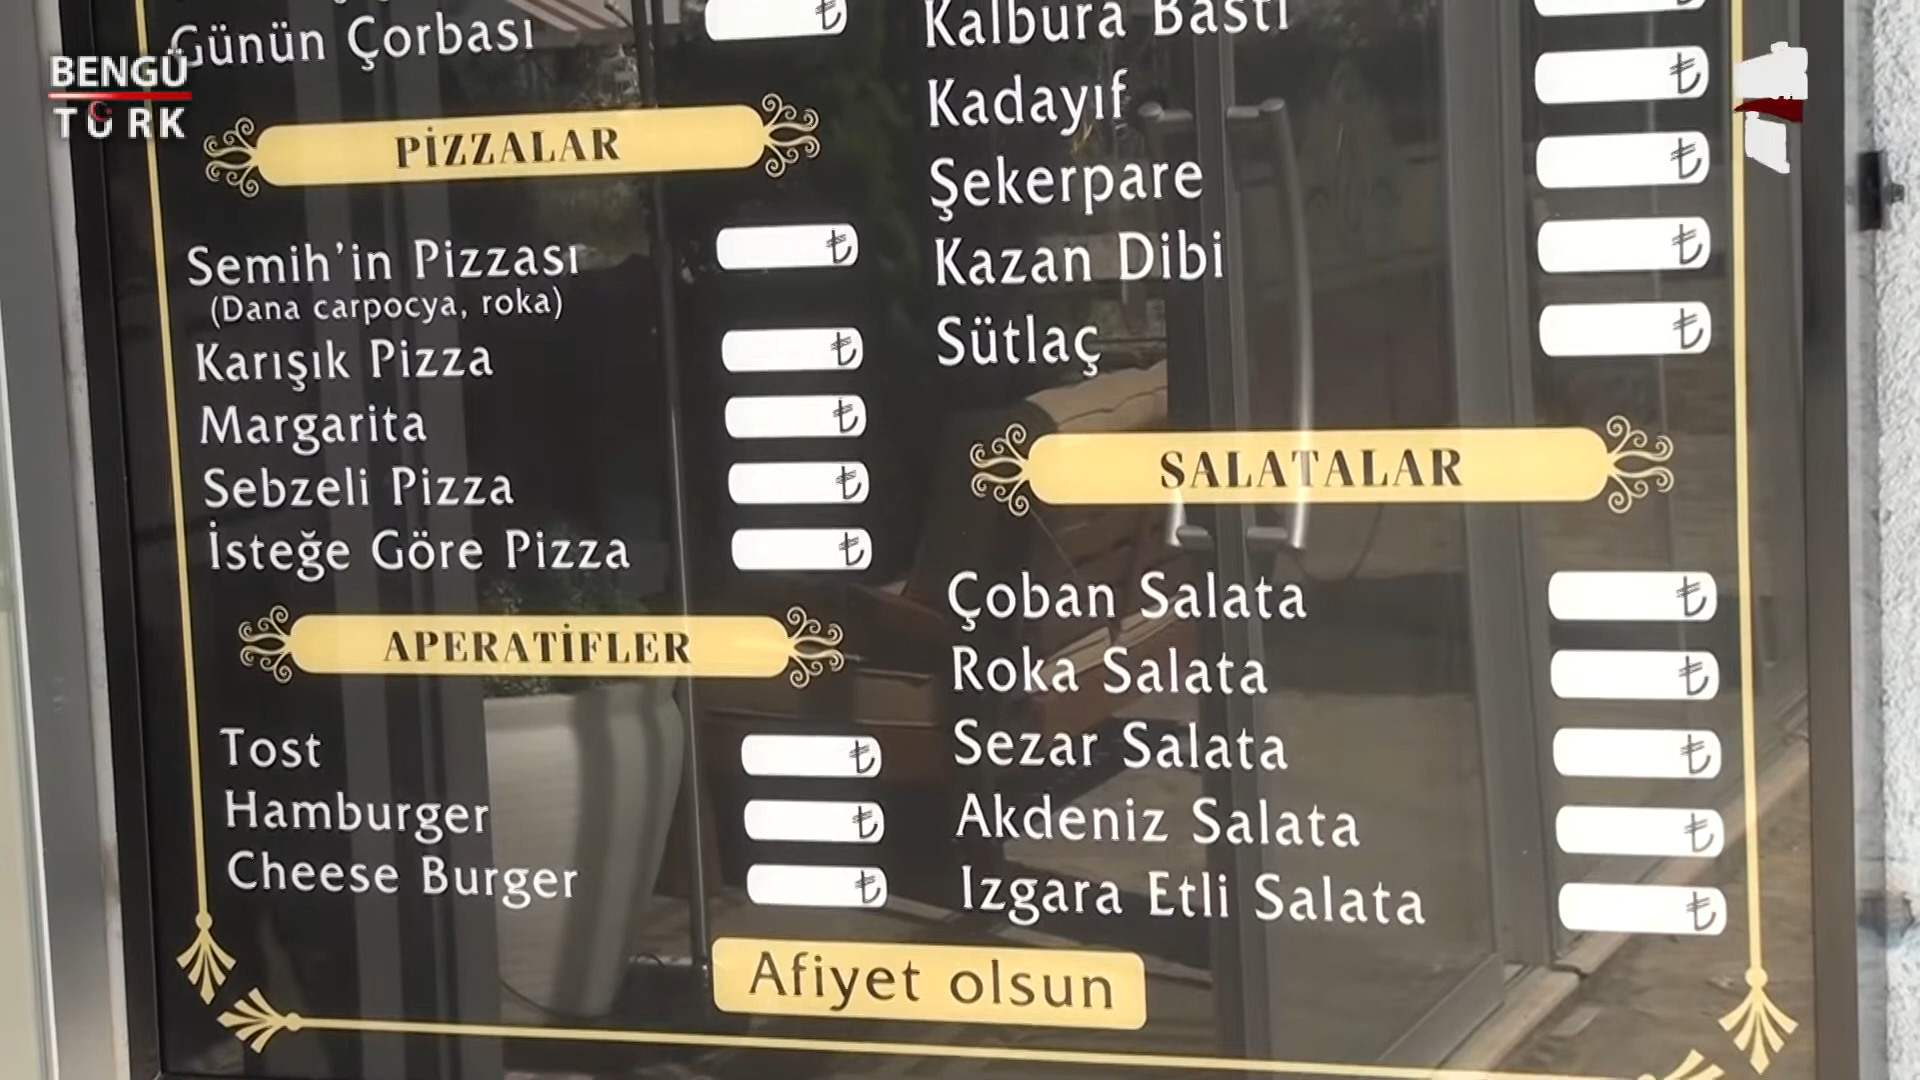 BENGÜ
TÜRK
Günün Çorbası
₺
PİZZALAR
Semih'in Pizzası ₺
(Dana carpocya, roka)
Karışık Pizza ₺
Margarita ₺
Sebzeli Pizza ₺
İsteğe Göre Pizza ₺
APERATİFLER
Tost ₺
Hamburger ₺
Cheese Burger ₺
Kalbura Bastı
Kadayıf ₺
Şekerpare ₺
Kazan Dibi ₺
Sütlaç ₺
SALATALAR
Çoban Salata ₺
Roka Salata ₺
Sezar Salata ₺
Akdeniz Salata ₺
Izgara Etli Salata ₺
Afiyet olsun